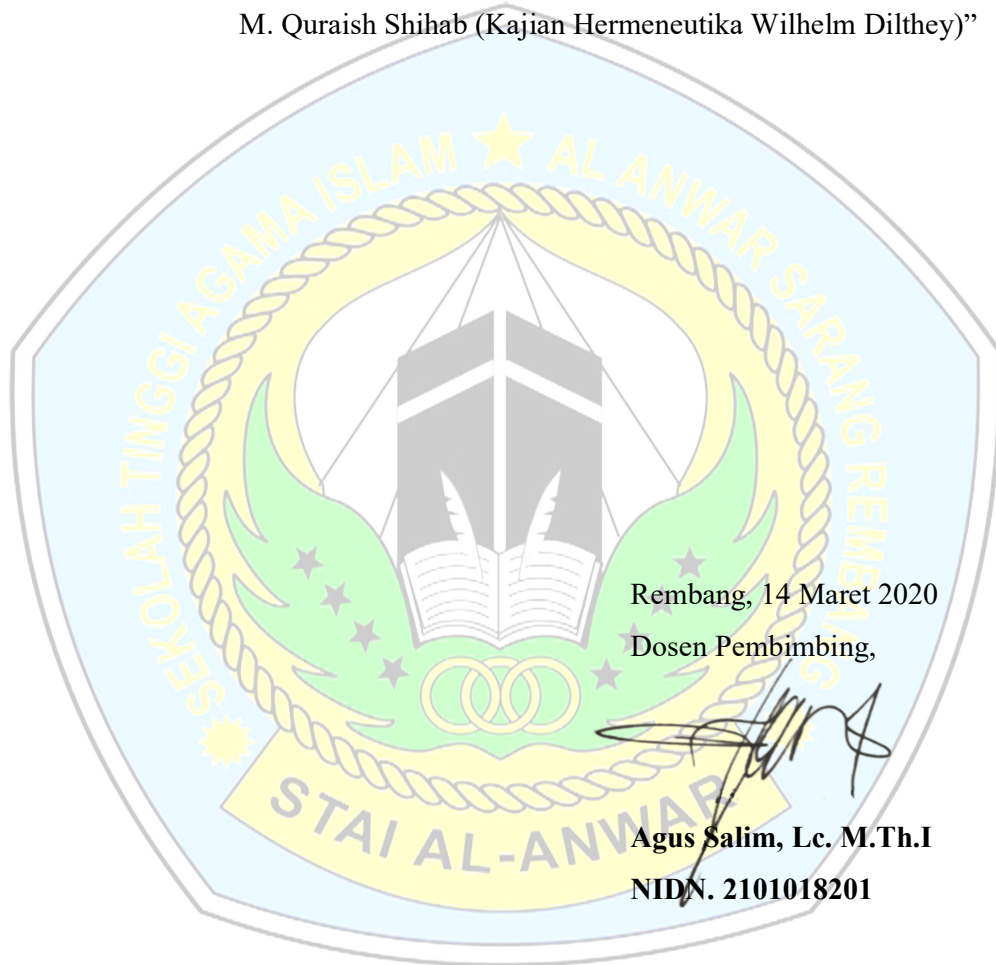 M. Quraish Shihab (Kajian Hermeneutika Wilhelm Dilthey)”
SEKOLAH TINGGI AGAMA ISLAM ★ AL ANWAR SARANG REMBANG
STAI AL-ANWAR
Rembang, 14 Maret 2020
Dosen Pembimbing,
Agus Salim, Lc. M.Th.I
NIDN. 2101018201